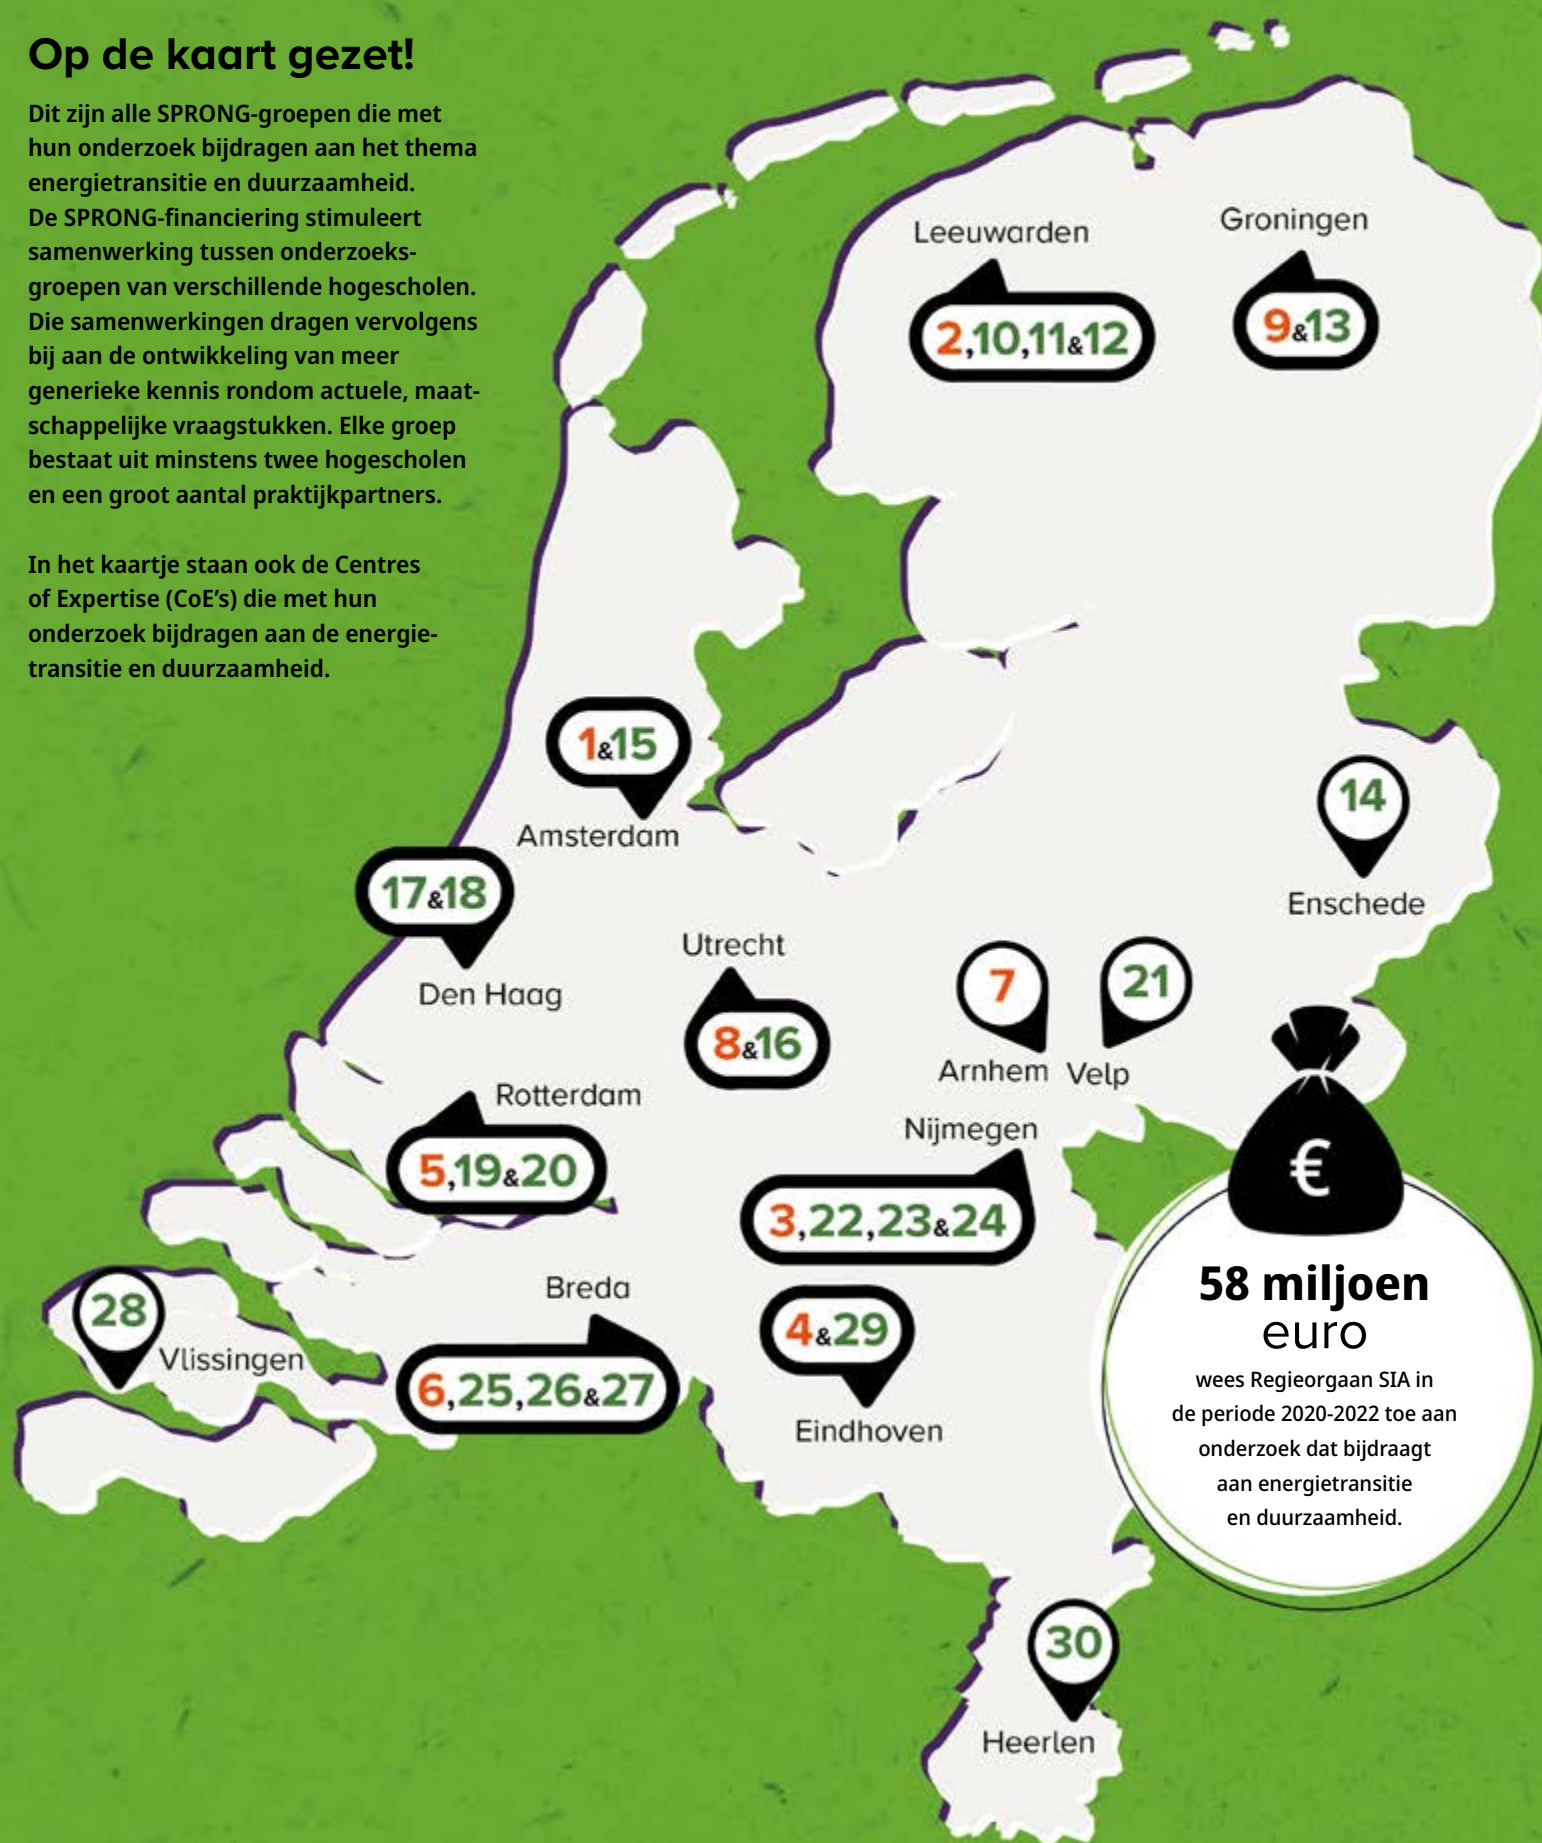 Op de kaart gezet!
Dit zijn alle SPRONG-groepen die met
hun onderzoek bijdragen aan het thema
energietransitie en duurzaamheid.
De SPRONG-financiering stimuleert
samenwerking tussen onderzoeks-
groepen van verschillende hogescholen.
Die samenwerkingen dragen vervolgens
bij aan de ontwikkeling van meer
generieke kennis rondom actuele, maat-
schappelijke vraagstukken. Elke groep
bestaat uit minstens twee hogescholen
en een groot aantal praktijkpartners.
In het kaartje staan ook de Centres
of Expertise (CoE’s) die met hun
onderzoek bijdragen aan de energie-
transitie en duurzaamheid.
Leeuwarden
2,10,11&12
Groningen
9&13
1&15
Amsterdam
14
Enschede
17&18
Den Haag
Utrecht
8&16
7
Arnhem
21
Velp
Rotterdam
5,19&20
Nijmegen
3,22,23&24
28
Vlissingen
Breda
6,25,26&27
4&29
Eindhoven
30
Heerlen
€
58 miljoen
euro
wees Regieorgaan SIA in
de periode 2020-2022 toe aan
onderzoek dat bijdraagt
aan energietransitie
en duurzaamheid.